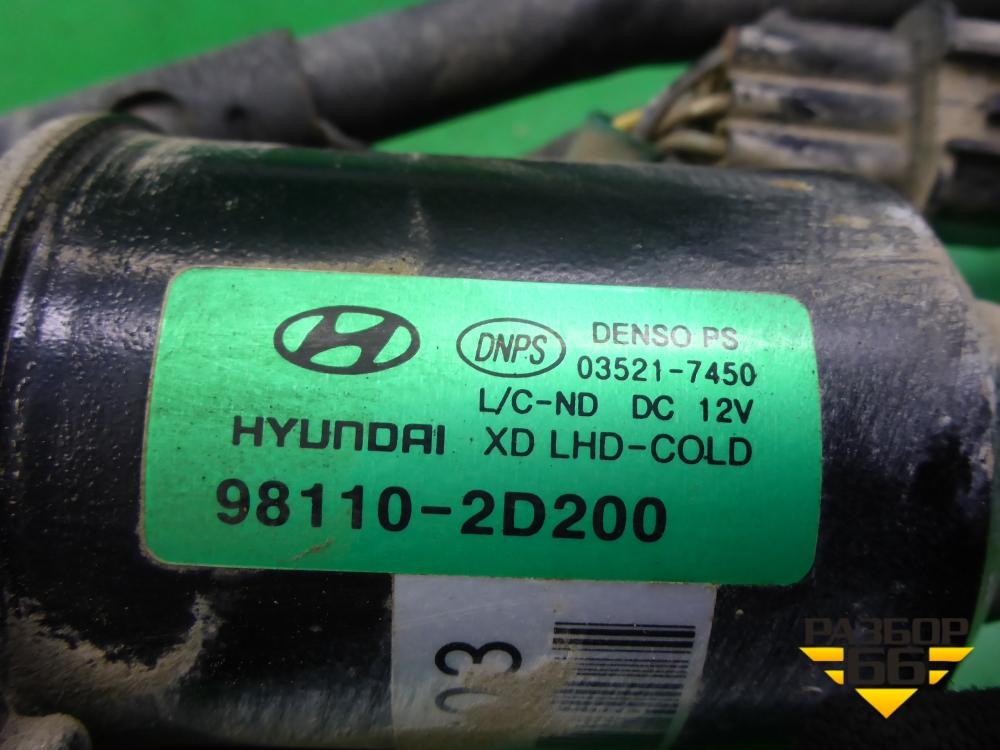 DNPS
DENSO PS
03521-7450
L/C-ND DC 12V
HYUNDAI XD LHD-COLD
98110-2D200
03
РАЗБОР
66